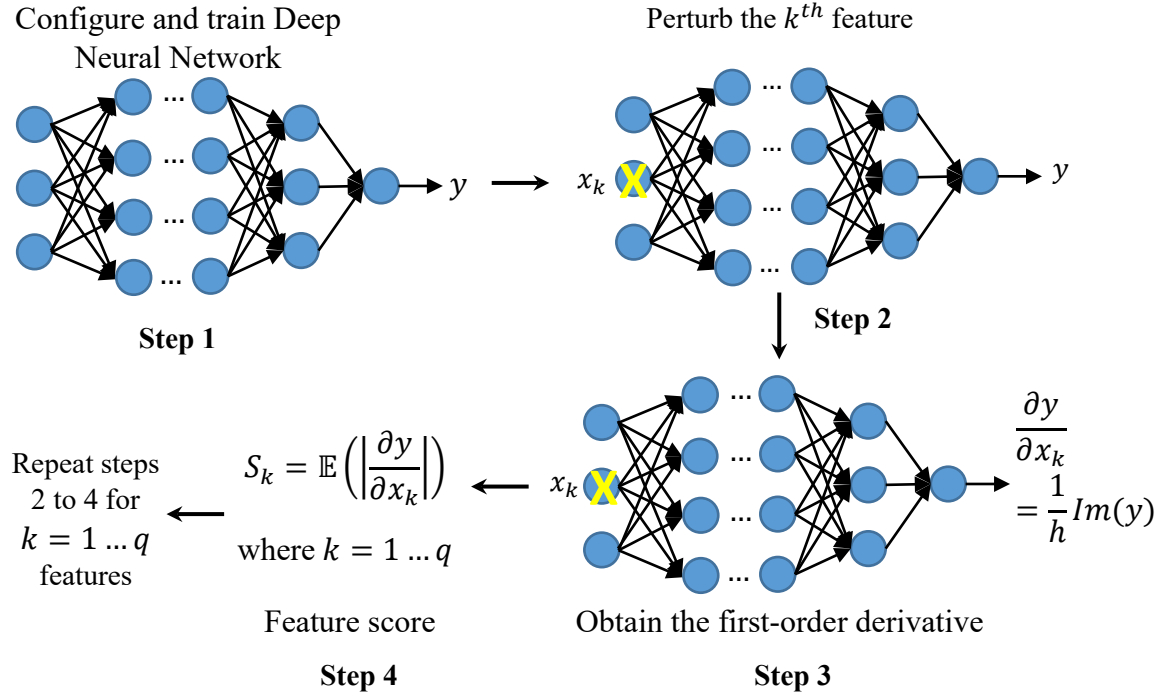 Configure and train Deep
Neural Network
...
...
y
...
...
Step 1
Perturb the kᵗʰ feature
...
...
x_k X
y
...
...
Step 2
...
...
x_k X
∂y/∂x_k
= 1/h Im(y)
...
...
Obtain the first-order derivative
Step 3
S_k = 𝔼(|∂y/∂x_k|)
where k = 1 … q
Feature score
Step 4
Repeat steps
2 to 4 for
k = 1 … q
features